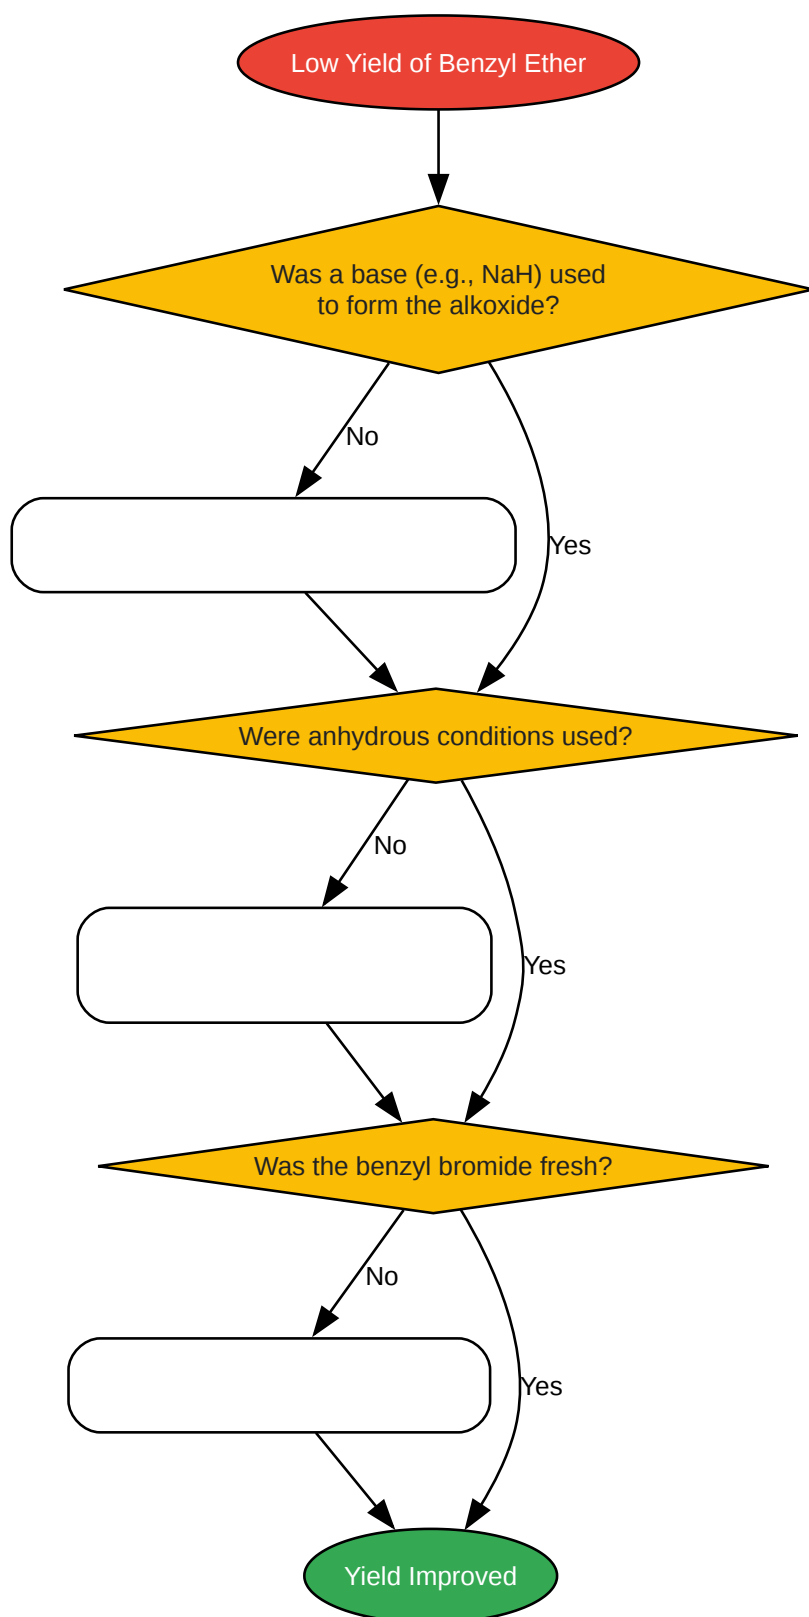 Low Yield of Benzyl Ether
Was a base (e.g., NaH) used
to form the alkoxide?
No
Yes
Were anhydrous conditions used?
No
Yes
Was the benzyl bromide fresh?
No
Yes
Yield Improved